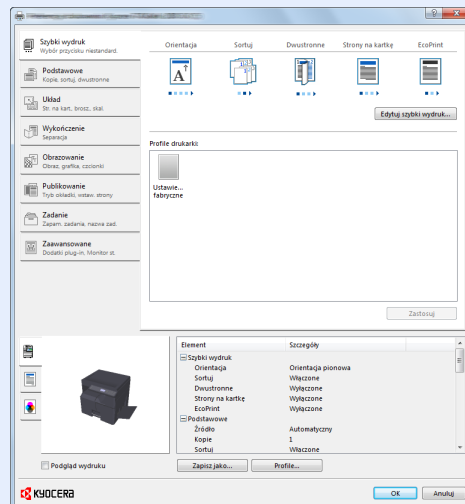 Szybki wydruk
Wybór przycisku niestandard.
Podstawowe
Kopie, sortuj, dwustronne
Układ
Str. na kart., brosz., skal.
Wykończenie
Separacja
Obrazowanie
Obraz, grafika, czcionki
Publikowanie
Tryb okładki, wstaw. strony
Zadanie
Zapam. zadania, nazwa zad.
Zaawansowane
Dodatki plug-in, Monitor st.
Orientacja Sortuj Dwustronne Strony na kartkę EcoPrint
Edytuj szybki wydruk...
Profile drukarki:
Ustawie...
fabryczne
Zastosuj
Element Szczegóły
Szybki wydruk
Orientacja Orientacja pionowa
Sortuj Włączone
Dwustronne Wyłączone
Strony na kartkę Wyłączone
EcoPrint Wyłączone
Podstawowe
Źródło Automatyczny
Kopie 1
Sortuj Włączone
Podgląd wydruku
Zapisz jako... Profile...
KYOCERA
OK Anuluj